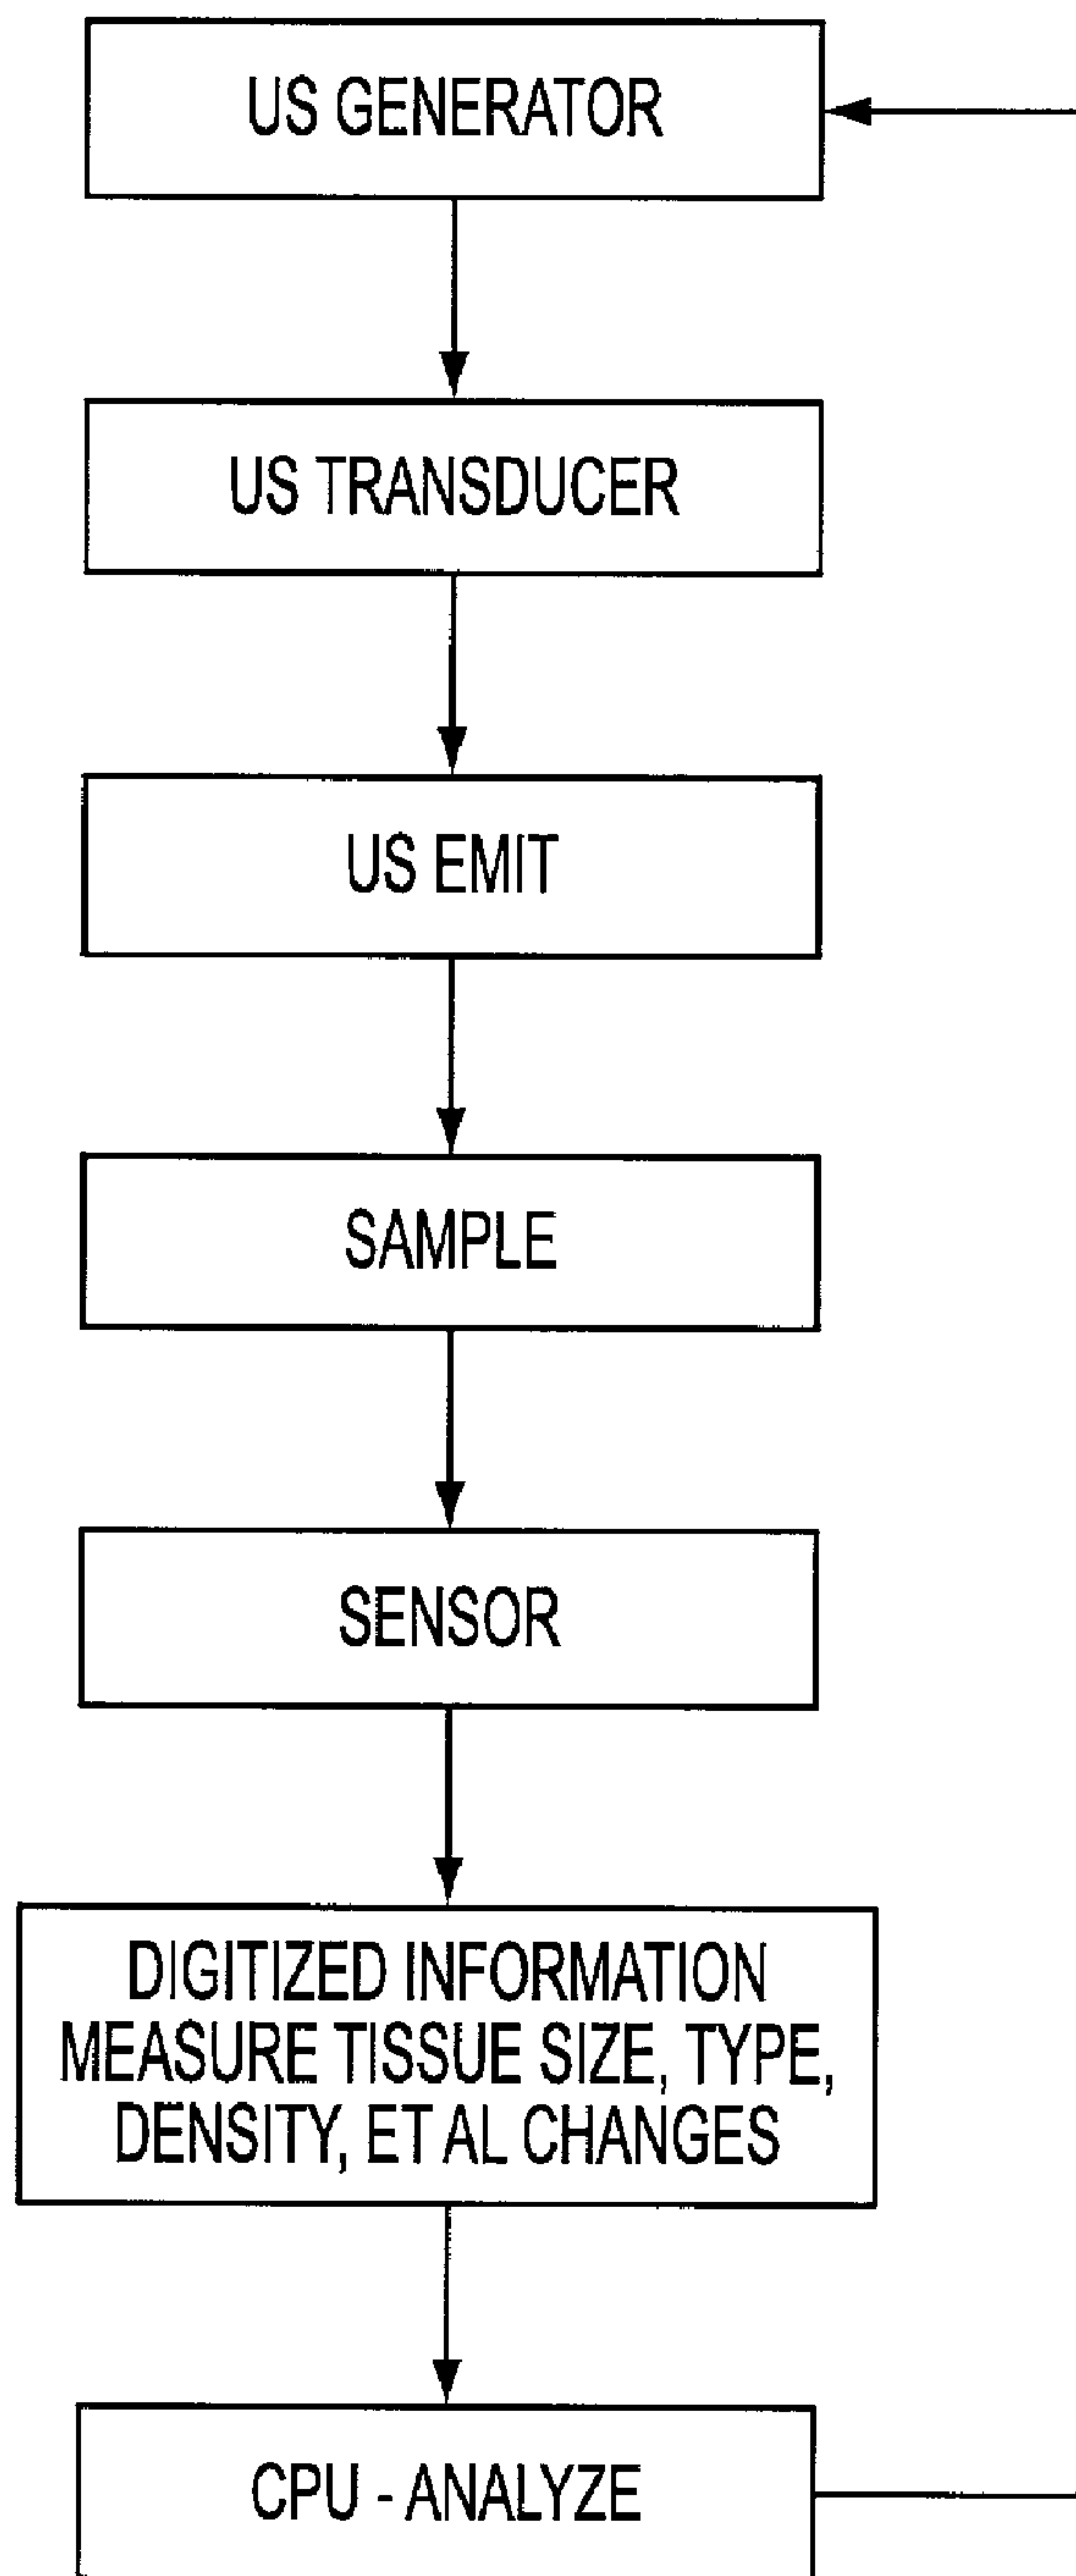 US GENERATOR
US TRANSDUCER
US EMIT
SAMPLE
SENSOR
DIGITIZED INFORMATION
MEASURE TISSUE SIZE, TYPE,
DENSITY, ET AL CHANGES
CPU - ANALYZE